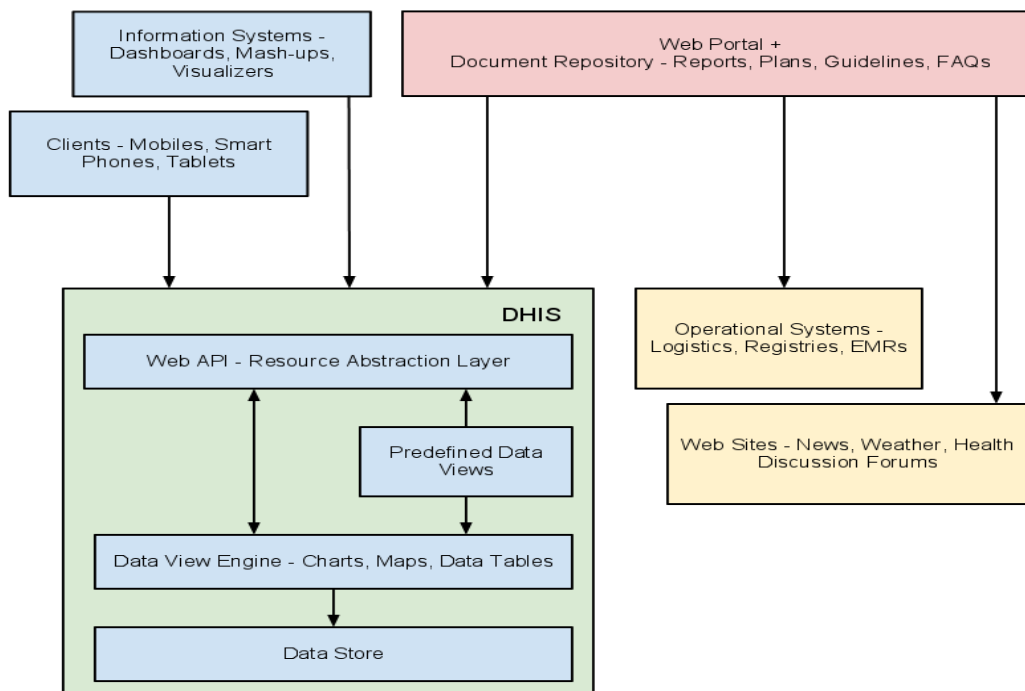 Information Systems -
Dashboards, Mash-ups,
Visualizers
Web Portal +
Document Repository - Reports, Plans, Guidelines, FAQs
Clients - Mobiles, Smart
Phones, Tablets
DHIS
Web API - Resource Abstraction Layer
Operational Systems -
Logistics, Registries, EMRs
Predefined Data
Views
Web Sites - News, Weather, Health
Discussion Forums
Data View Engine - Charts, Maps, Data Tables
Data Store